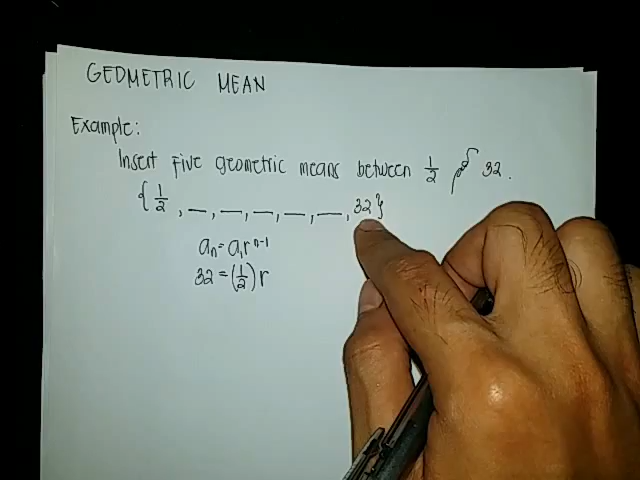 GEOMETRIC MEAN
Example:
Insert five geometric means between 1/2 & 32.
{1/2, __, __, __, __, __, 32}
aₙ = a₁rⁿ⁻¹
32 = (1/2) r